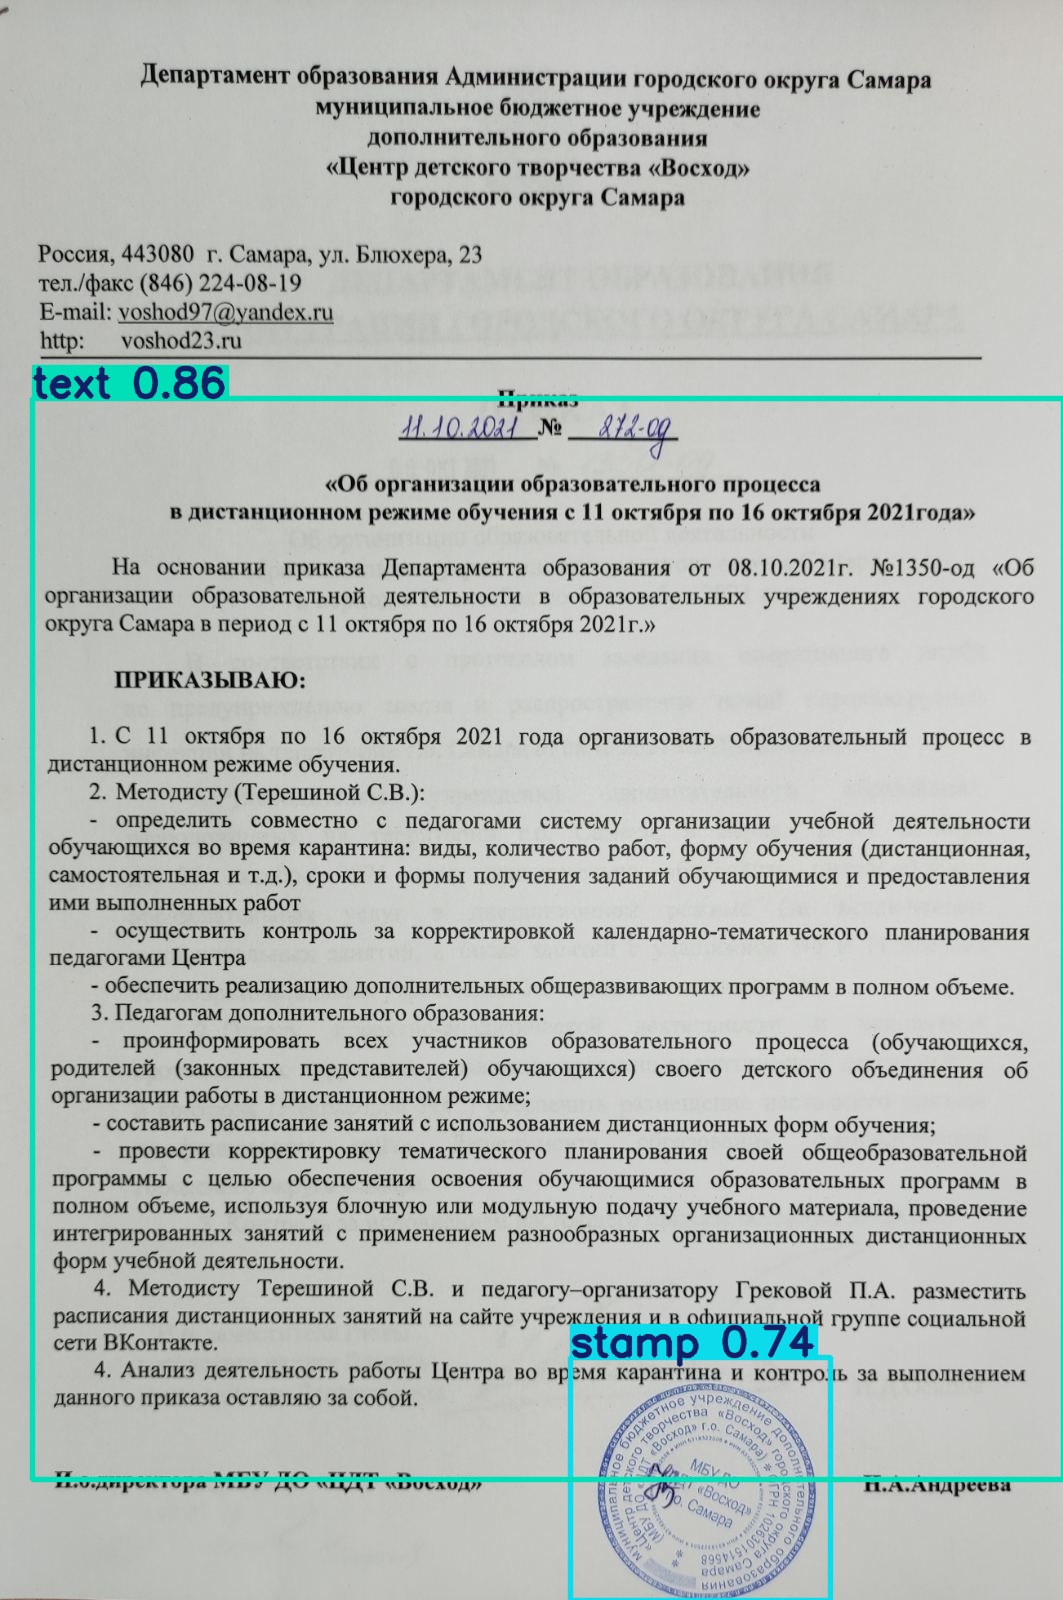 Департамент образования Администрации городского округа Самара
муниципальное бюджетное учреждение
дополнительного образования
«Центр детского творчества «Восход»
городского округа Самара
Россия, 443080 г. Самара, ул. Блюхера, 23
тел./факс (846) 224-08-19
E-mail: voshod97@yandex.ru
http: voshod23.ru
text 0.86
Приказ
11.10.2021 № 272-од
«Об организации образовательного процесса
в дистанционном режиме обучения с 11 октября по 16 октября 2021года»
На основании приказа Департамента образования от 08.10.2021г. №1350-од «Об
организации образовательной деятельности в образовательных учреждениях городского
округа Самара в период с 11 октября по 16 октября 2021г.»
ПРИКАЗЫВАЮ:
1. С 11 октября по 16 октября 2021 года организовать образовательный процесс в
дистанционном режиме обучения.
2. Методисту (Терешиной С.В.):
- определить совместно с педагогами систему организации учебной деятельности
обучающихся во время карантина: виды, количество работ, форму обучения (дистанционная,
самостоятельная и т.д.), сроки и формы получения заданий обучающимися и предоставления
ими выполненных работ
- осуществить контроль за корректировкой календарно-тематического планирования
педагогами Центра
- обеспечить реализацию дополнительных общеразвивающих программ в полном объеме.
3. Педагогам дополнительного образования:
- проинформировать всех участников образовательного процесса (обучающихся,
родителей (законных представителей) обучающихся) своего детского объединения об
организации работы в дистанционном режиме;
- составить расписание занятий с использованием дистанционных форм обучения;
- провести корректировку тематического планирования своей общеобразовательной
программы с целью обеспечения освоения обучающимися образовательных программ в
полном объеме, используя блочную или модульную подачу учебного материала, проведение
интегрированных занятий с применением разнообразных организационных дистанционных
форм учебной деятельности.
4. Методисту Терешиной С.В. и педагогу–организатору Грековой П.А. разместить
расписания дистанционных занятий на сайте учреждения и в официальной группе социальной
сети ВКонтакте.
stamp 0.74
4. Анализ деятельность работы Центра во время карантина и контроль за выполнением
данного приказа оставляю за собой.
И.о.директора МБУ ДО «ЦДТ «Восход»
Н.А.Андреева
муниципальное бюджетное учреждение дополнительного образования
«Центр детского творчества «Восход» городского округа Самара
(МБУ ДО «ЦДТ «Восход» г.о. Самара) * ОГРН 1026301514568
МБУ ДО
«ЦДТ «Восход»
г.о. Самара